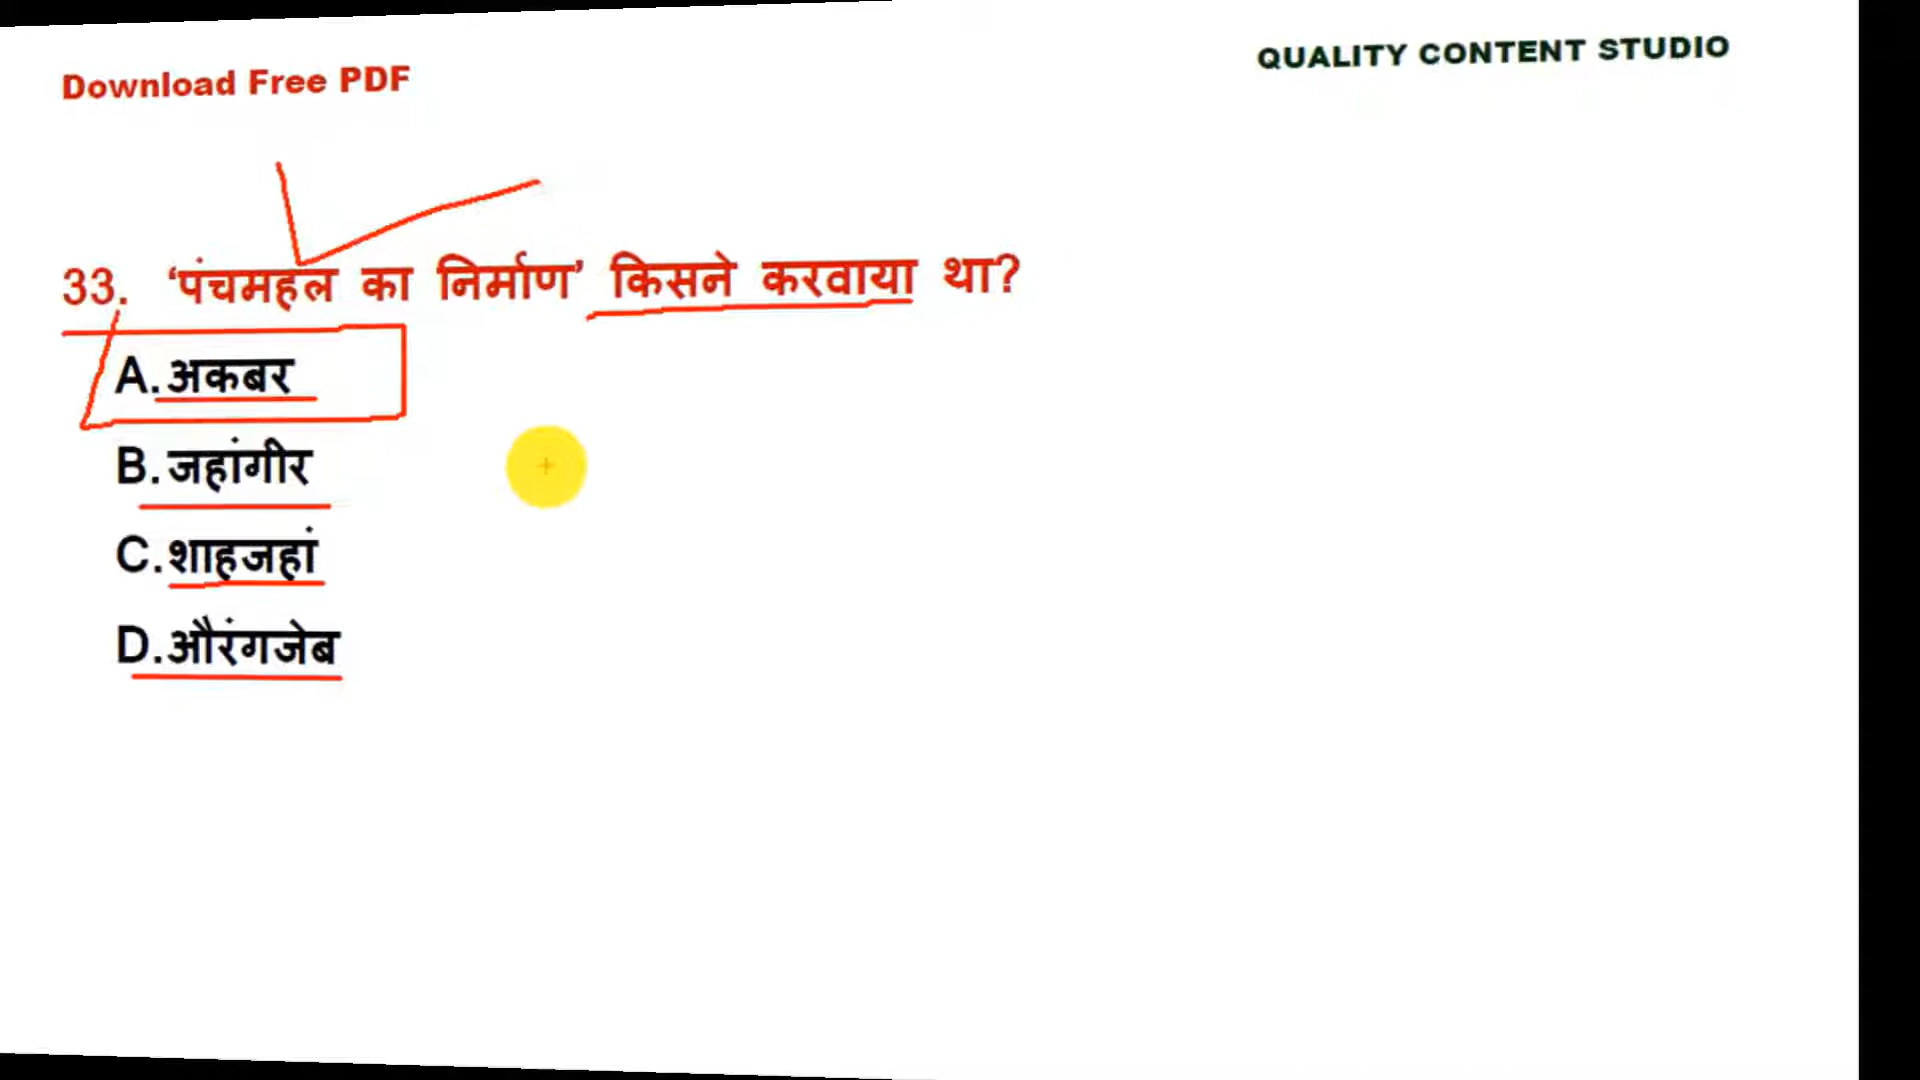 Download Free PDF
QUALITY CONTENT STUDIO
33. ‘पंचमहल का निर्माण’ किसने करवाया था?
A.अकबर
B.जहांगीर
C.शाहजहां
D.औरंगजेब